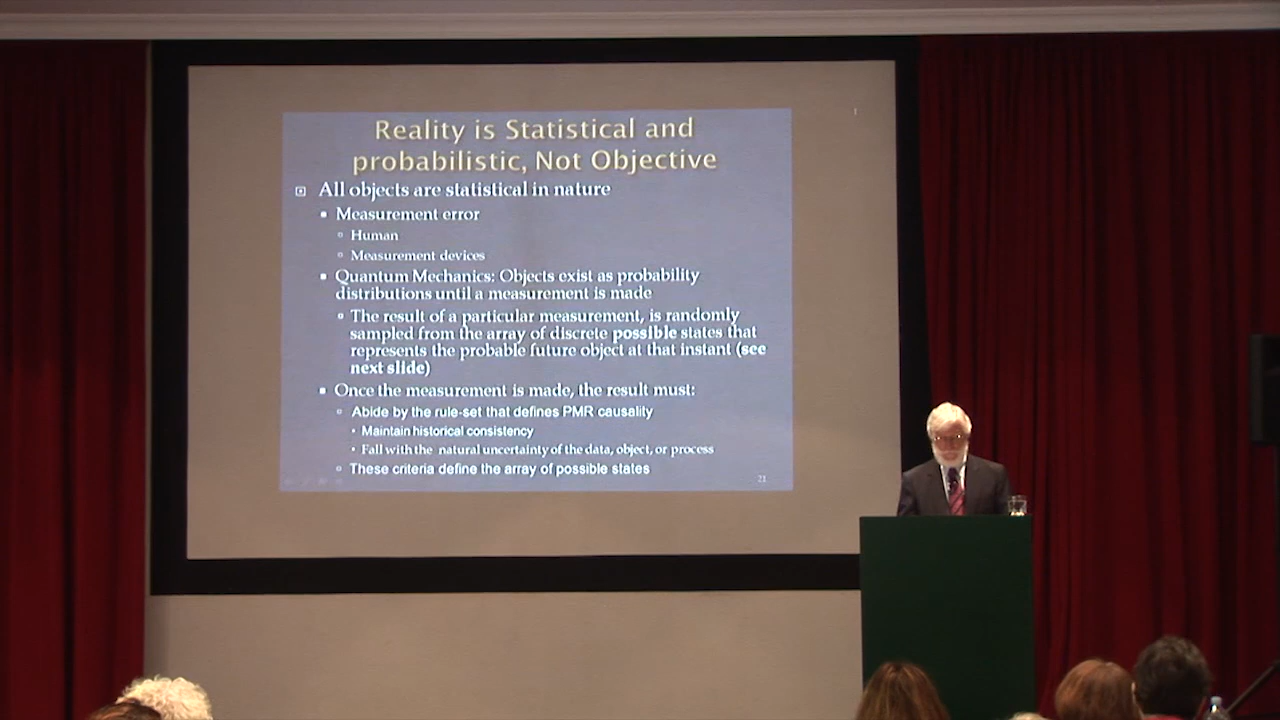 Reality is Statistical and
probabilistic, Not Objective
All objects are statistical in nature
Measurement error
Human
Measurement devices
Quantum Mechanics: Objects exist as probability
distributions until a measurement is made
The result of a particular measurement, is randomly
sampled from the array of discrete possible states that
represents the probable future object at that instant (see
next slide)
Once the measurement is made, the result must:
Abide by the rule-set that defines PMR causality
Maintain historical consistency
Fall with the natural uncertainty of the data, object, or process
These criteria define the array of possible states
21